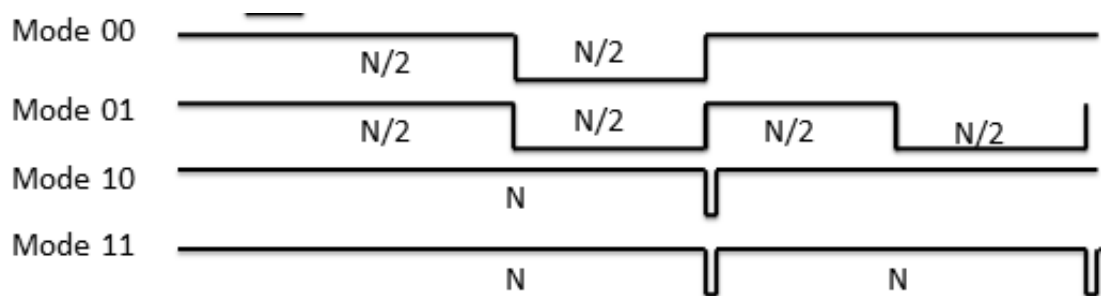 Mode 00
N/2 N/2
Mode 01
N/2 N/2 N/2 N/2
Mode 10
N
Mode 11
N N